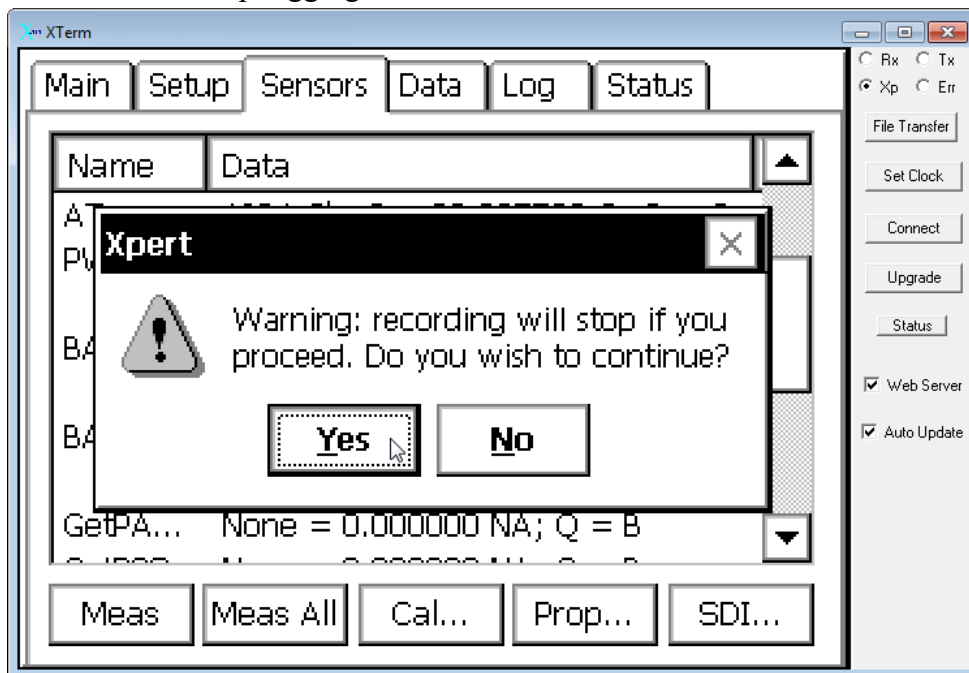 XTerm
Main Setup Sensors Data Log Status
Rx Tx
Xp Err
File Transfer
Set Clock
Connect
Upgrade
Status
Web Server
Auto Update
Name Data
Xpert
Warning: recording will stop if you
proceed. Do you wish to continue?
Yes No
GetPA... None = 0.000000 NA; Q = B
Meas Meas All Cal... Prop... SDI...